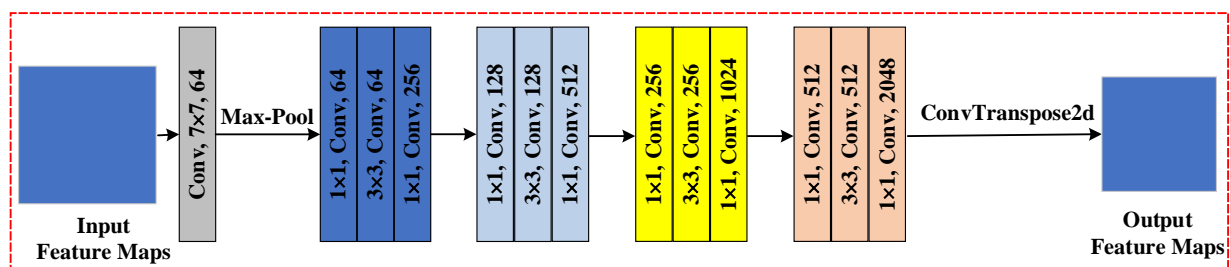 Input
Feature Maps
Conv, 7×7, 64
Max-Pool
1×1, Conv, 64
3×3, Conv, 64
1×1, Conv, 256
1×1, Conv, 128
3×3, Conv, 128
1×1, Conv, 512
1×1, Conv, 256
3×3, Conv, 256
1×1, Conv, 1024
1×1, Conv, 512
3×3, Conv, 512
1×1, Conv, 2048
ConvTranspose2d
Output
Feature Maps